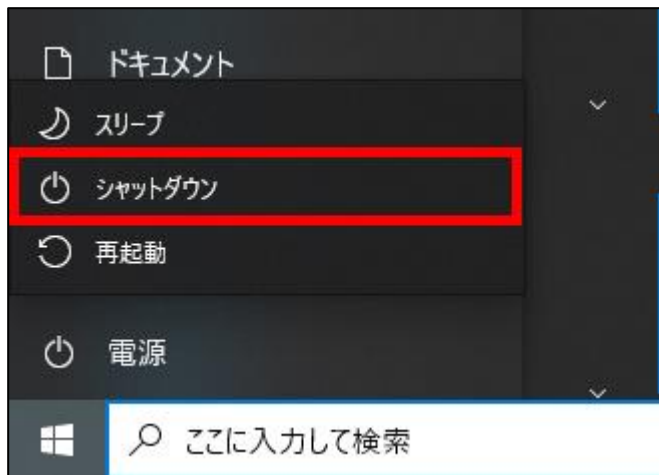 ドキュメント
スリープ
シャットダウン
再起動
電源
ここに入力して検索